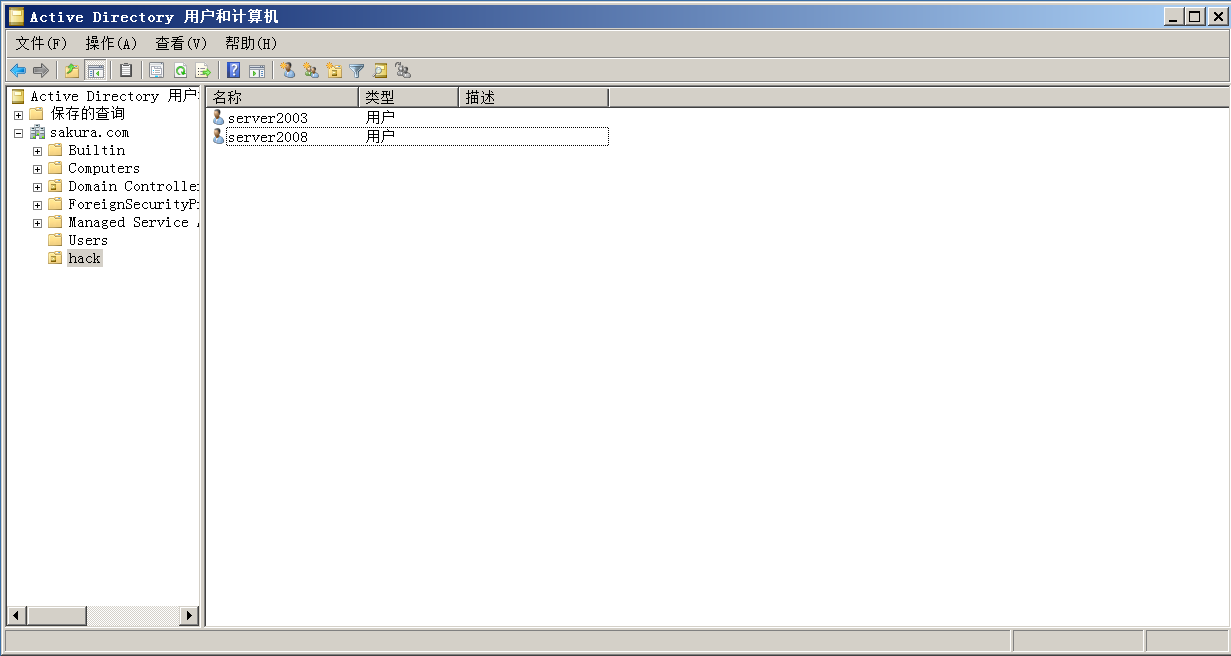 Active Directory 用户和计算机
文件(F) 操作(A) 查看(V) 帮助(H)
Active Directory 用户
保存的查询
sakura.com
Builtin
Computers
Domain Controlle
ForeignSecurityP
Managed Service
Users
hack
名称 类型 描述
server2003 用户
server2008 用户